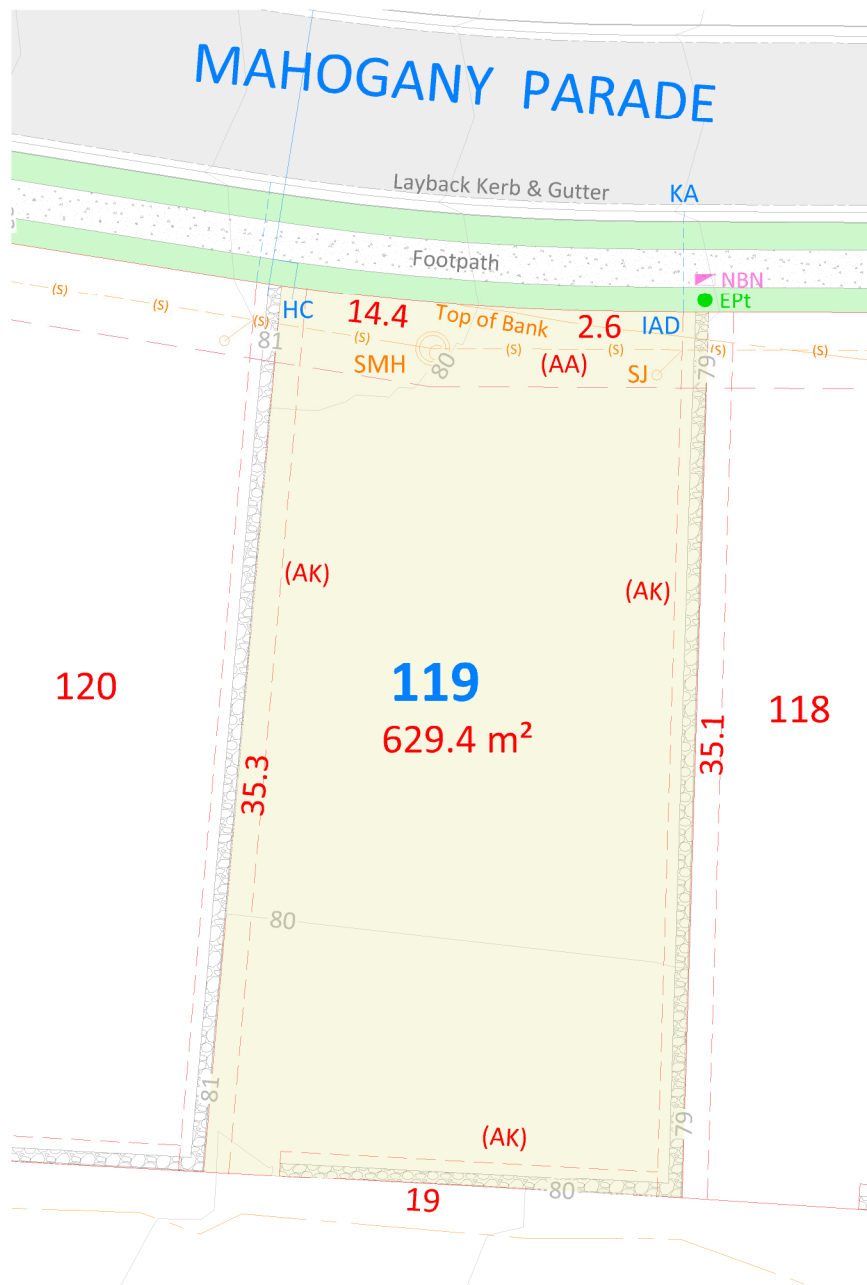 MAHOGANY PARADE
Layback Kerb & Gutter
KA
Footpath
NBN
EPt
(S)
(S)
(S)
HC
14.4
Top of Bank
2.6
IAD
81
(S)
SMH
80
(S)
(AA)
(S)
SJ
79
(S)
(S)
(AK)
(AK)
120
119
629.4 m²
118
35.3
35.1
80
81
79
(AK)
19
80